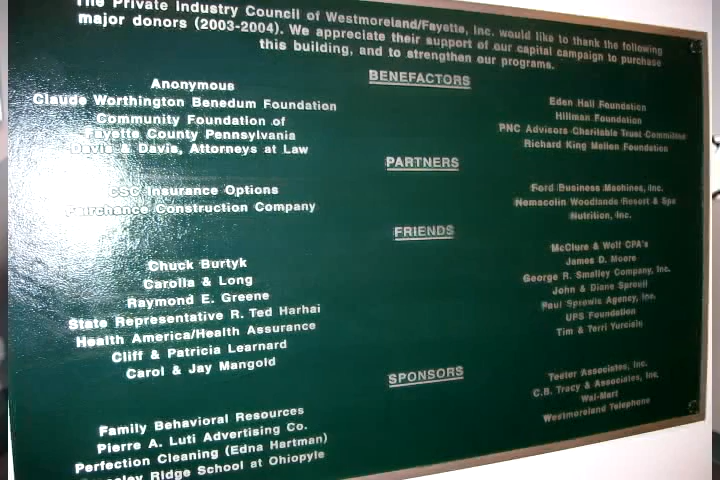 The Private Industry Council of Westmoreland/Fayette, Inc. would like to thank the following
major donors (2003-2004). We appreciate their support of our capital campaign to purchase
this building, and to strengthen our programs.
BENEFACTORS
Anonymous
Claude Worthington Benedum Foundation
Community Foundation of
Fayette County Pennsylvania
Davis & Davis, Attorneys at Law
Eden Hall Foundation
Hillman Foundation
PNC Advisors Charitable Trust Committee
Richard King Mellon Foundation
PARTNERS
CSC Insurance Options
Fairchance Construction Company
Ford Business Machines, Inc.
Nemacolin Woodlands Resort & Spa
Nutrition, Inc.
FRIENDS
Chuck Burtyk
Carolla & Long
Raymond E. Greene
State Representative R. Ted Harhai
Health America/Health Assurance
Cliff & Patricia Learnard
Carol & Jay Mangold
McClure & Wolf CPA's
James D. Moore
George R. Smalley Company, Inc.
John & Diane Sproull
Paul Sprowls Agency, Inc.
UPS Foundation
Tim & Terri Yurcisin
SPONSORS
Family Behavioral Resources
Pierre A. Luti Advertising Co.
Perfection Cleaning (Edna Hartman)
Ridge School at Ohiopyle
Teeter Associates, Inc.
C.B. Tracy & Associates, Inc.
Wal-Mart
Westmoreland Telephone